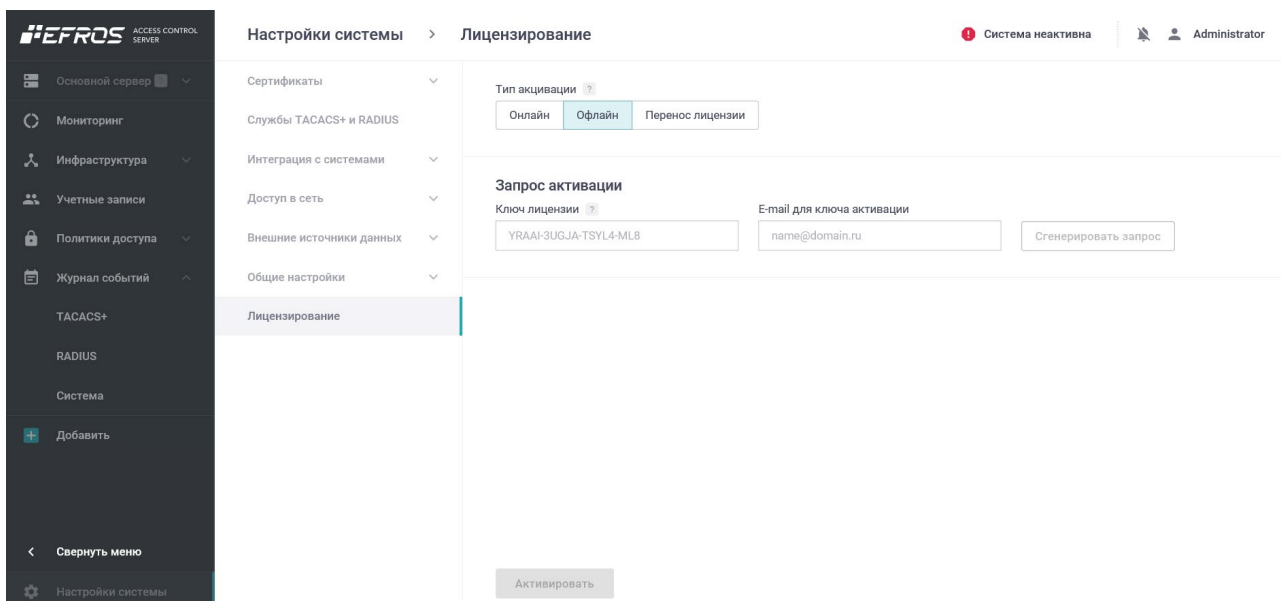 EFROS ACCESS CONTROL SERVER
Настройки системы > Лицензирование
Система неактивна
Administrator
Основной сервер
Мониторинг
Инфраструктура
Учетные записи
Политики доступа
Журнал событий
TACACS+
RADIUS
Система
Добавить
Свернуть меню
Настройки системы
Сертификаты
Службы TACACS+ и RADIUS
Интеграция с системами
Доступ в сеть
Внешние источники данных
Общие настройки
Лицензирование
Тип акцивации ?
Онлайн Офлайн Перенос лицензии
Запрос активации
Ключ лицензии ? E-mail для ключа активации
YRAAI-3UGJA-TSYL4-ML8 name@domain.ru Сгенерировать запрос
Активировать